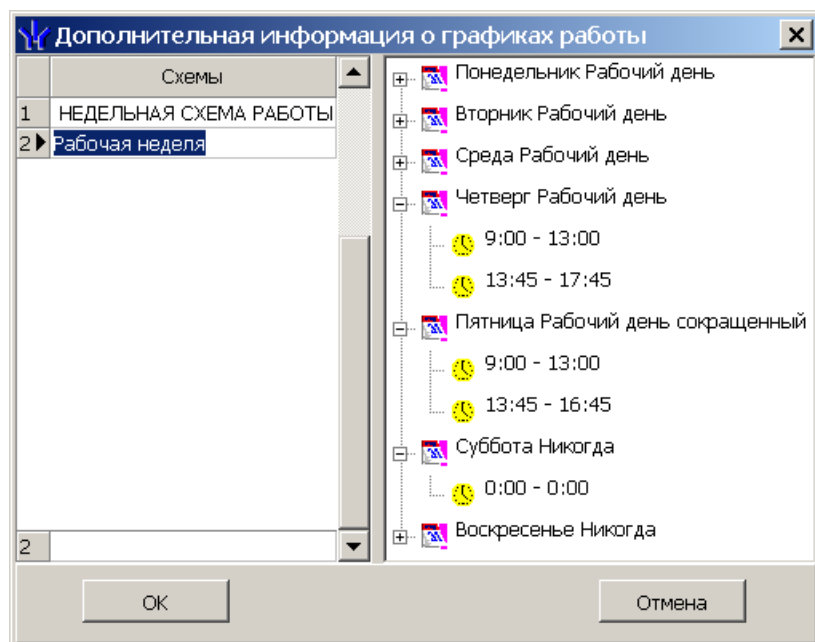 Дополнительная информация о графиках работы
Схемы
1 НЕДЕЛЬНАЯ СХЕМА РАБОТЫ
2 Рабочая неделя
2
Понедельник Рабочий день
Вторник Рабочий день
Среда Рабочий день
Четверг Рабочий день
9:00 - 13:00
13:45 - 17:45
Пятница Рабочий день сокращенный
9:00 - 13:00
13:45 - 16:45
Суббота Никогда
0:00 - 0:00
Воскресенье Никогда
OK
Отмена